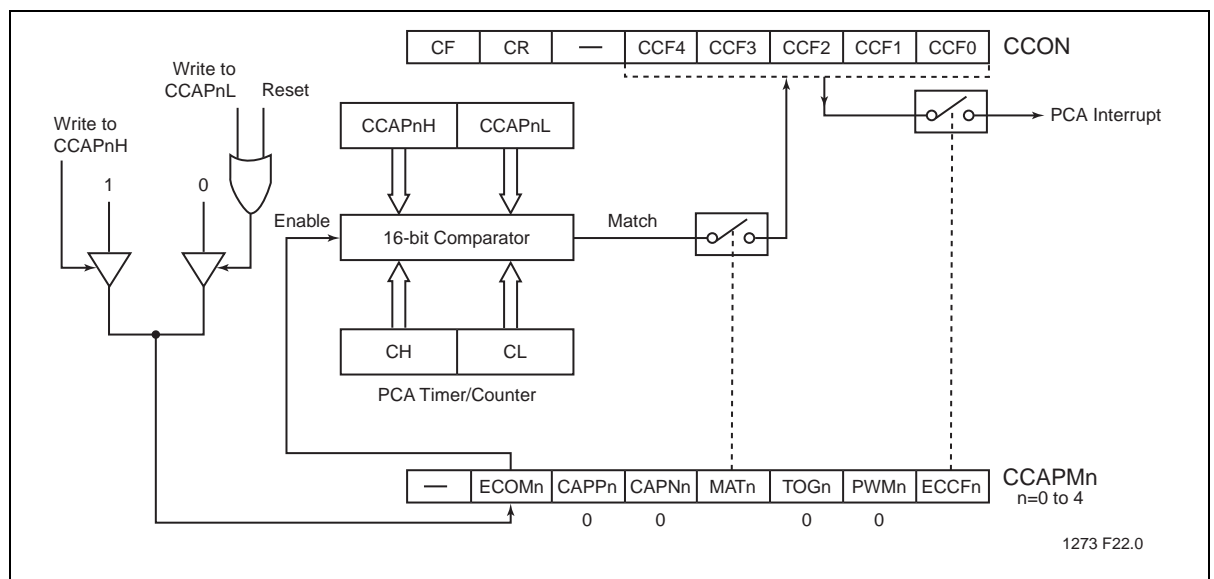 CF CR — CCF4 CCF3 CCF2 CCF1 CCF0 CCON
Write to
CCAPnL Reset
Write to
CCAPnH
CCAPnH CCAPnL
PCA Interrupt
1 0
Enable 16-bit Comparator Match
CH CL
PCA Timer/Counter
— ECOMn CAPPn CAPNn MATn TOGn PWMn ECCFn CCAPMn
n=0 to 4
0 0 0 0
1273 F22.0